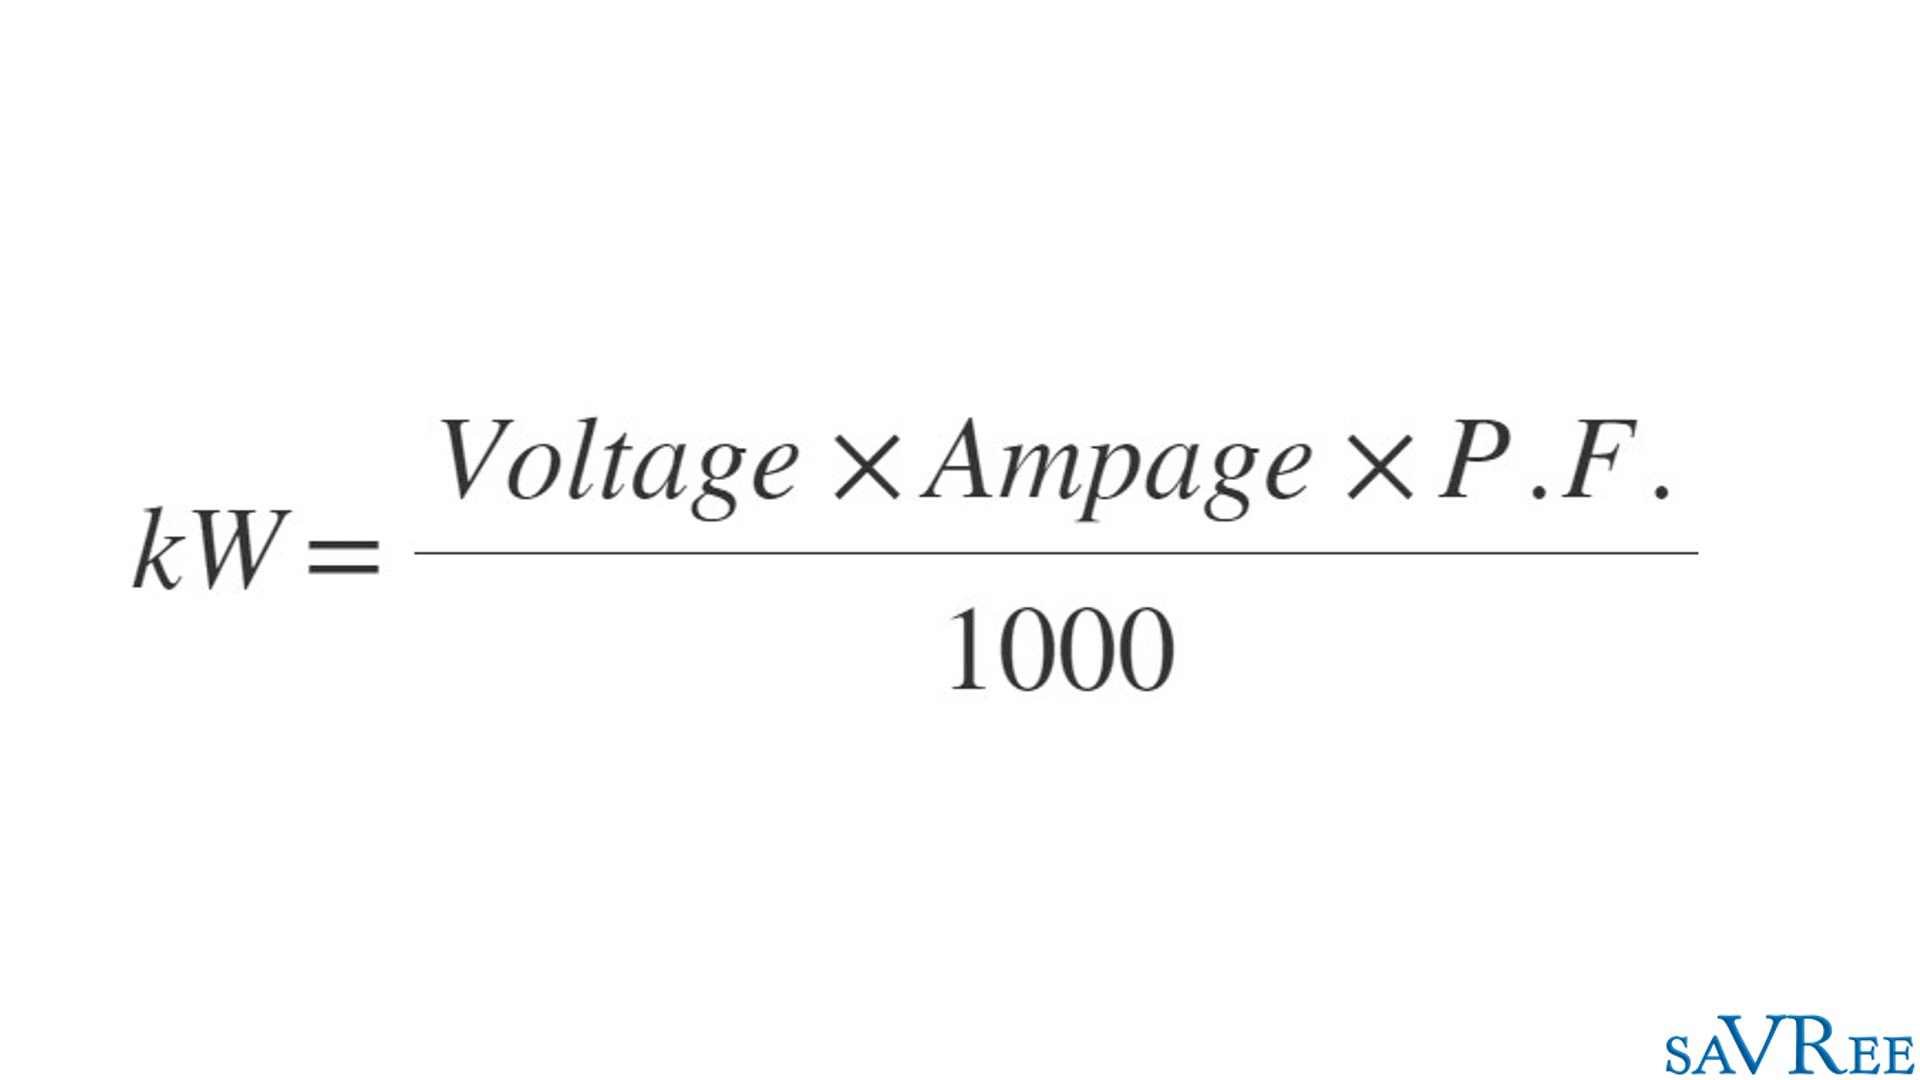 kW = Voltage × Ampage × P.F.
1000
saVRee